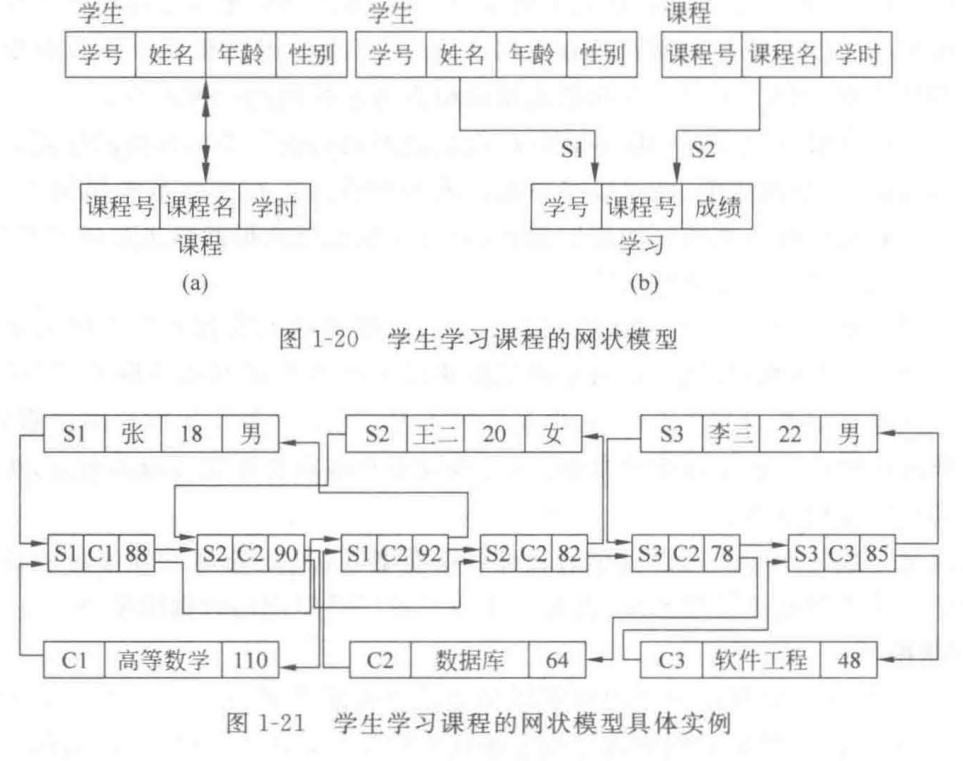 学生 学生 课程
学号 姓名 年龄 性别 学号 姓名 年龄 性别 课程号 课程名 学时
S1 S2
课程号 课程名 学时 学号 课程号 成绩
课程 学习
(a) (b)
图 1-20 学生学习课程的网状模型
S1 张 18 男 S2 王二 20 女 S3 李三 22 男
S1 C1 88 S2 C2 90 S1 C2 92 S2 C2 82 S3 C2 78 S3 C3 85
C1 高等数学 110 C2 数据库 64 C3 软件工程 48
图 1-21 学生学习课程的网状模型具体实例